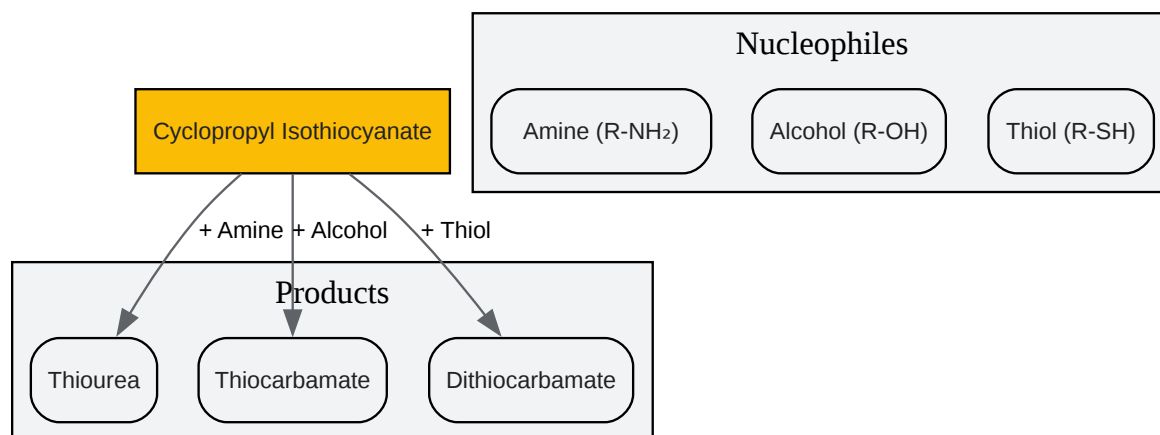 Nucleophiles
Cyclopropyl Isothiocyanate
Amine (R-NH₂)
Alcohol (R-OH)
Thiol (R-SH)
+ Amine
+ Alcohol
+ Thiol
Products
Thiourea
Thiocarbamate
Dithiocarbamate